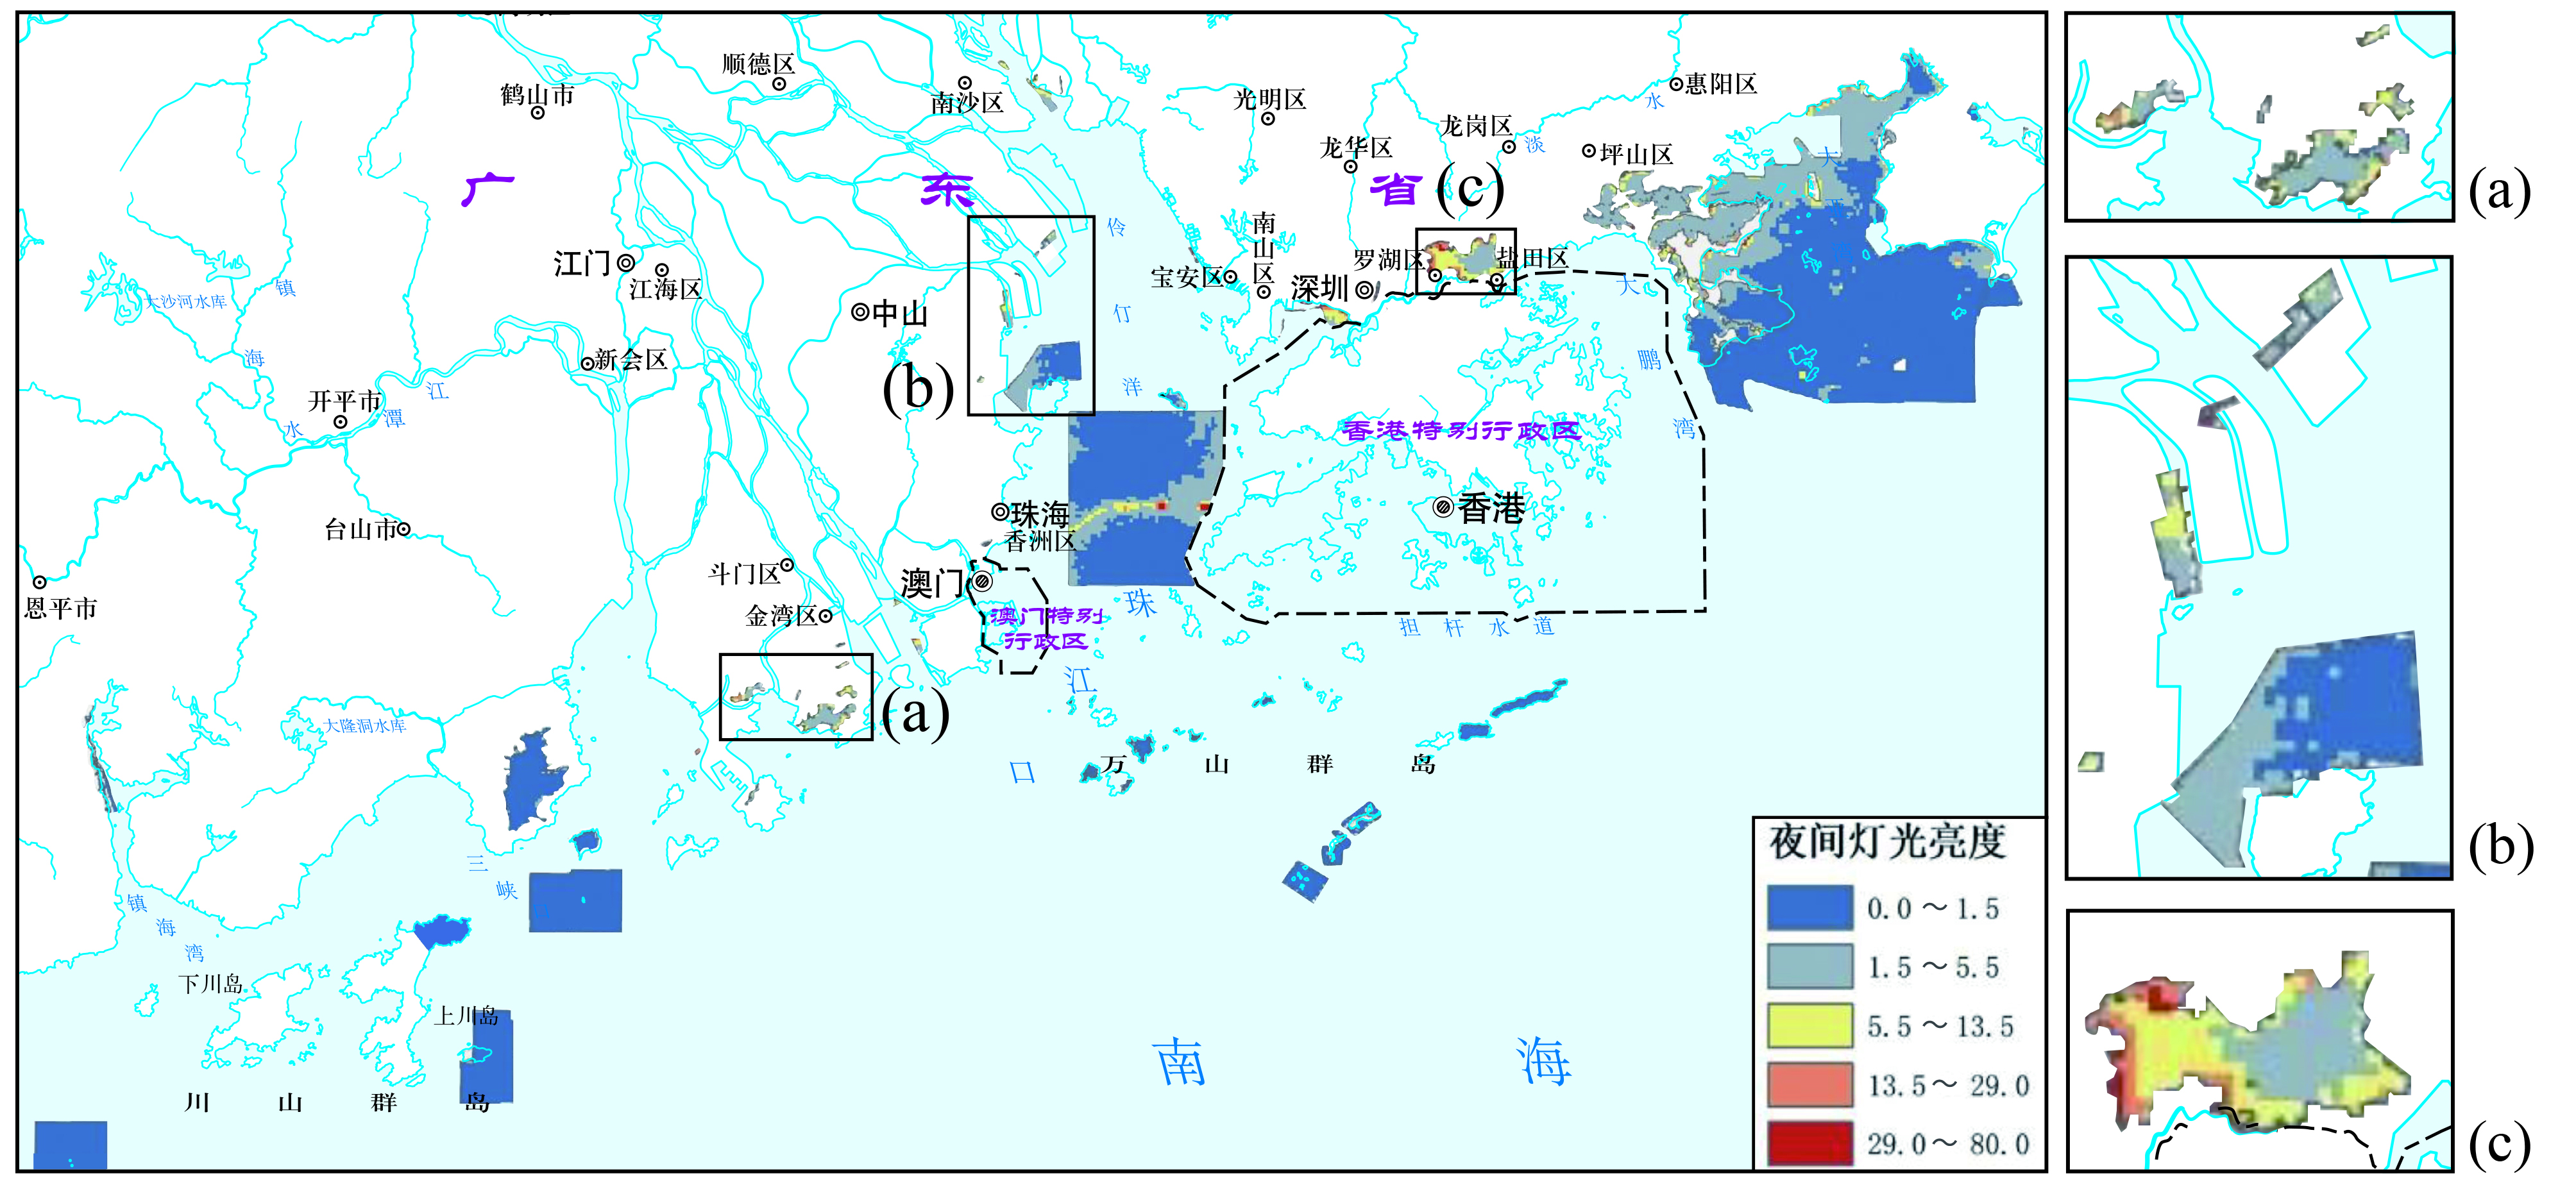 顺德区
鹤山市
南沙区
光明区
惠阳区
水
淡
龙岗区
龙华区
坪山区
广
东
省
(c)
大
亚
伶
仃
洋
南山区
宝安区
深圳
罗湖区
盐田区
大
鹏
湾
江门
江海区
中山
大沙河水库
镇
海
水
新会区
开平市
潭
江
(b)
香港特别行政区
香港
珠海
香洲区
台山市
恩平市
斗门区
金湾区
澳门
澳门特别
行政区
珠
江
口
担杆水道
(a)
大隆洞水库
万山群岛
三
峡
镇
海
湾
下川岛
上川岛
川山群岛
南海
夜间灯光亮度
0.0～1.5
1.5～5.5
5.5～13.5
13.5～29.0
29.0～80.0
(a)
(b)
(c)